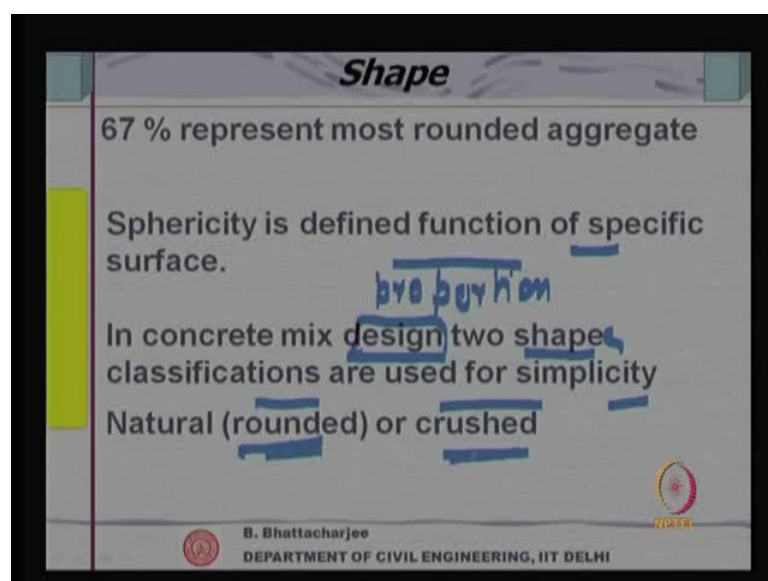 Shape
67 % represent most rounded aggregate
Sphericity is defined function of specific
surface.
proportion
In concrete mix design two shape
classifications are used for simplicity
Natural (rounded) or crushed
NPTEL
B. Bhattacharjee
DEPARTMENT OF CIVIL ENGINEERING, IIT DELHI